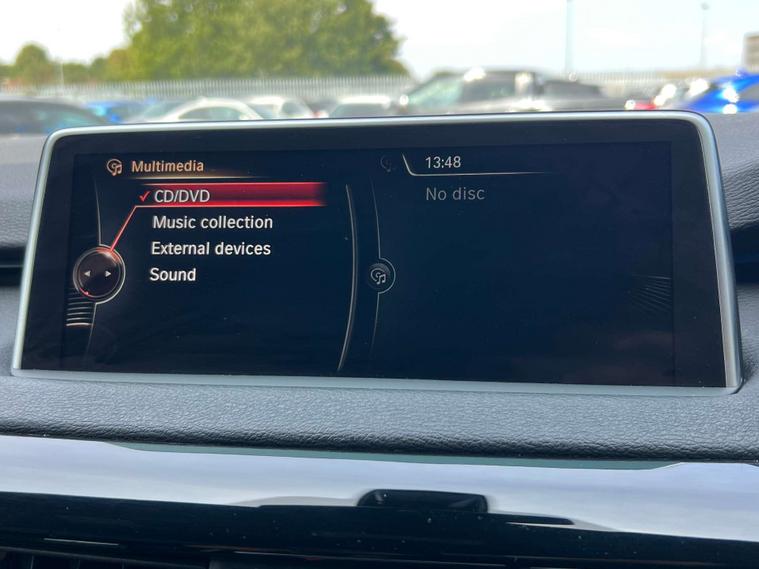 Multimedia
✓ CD/DVD
Music collection
External devices
Sound
13:48
No disc